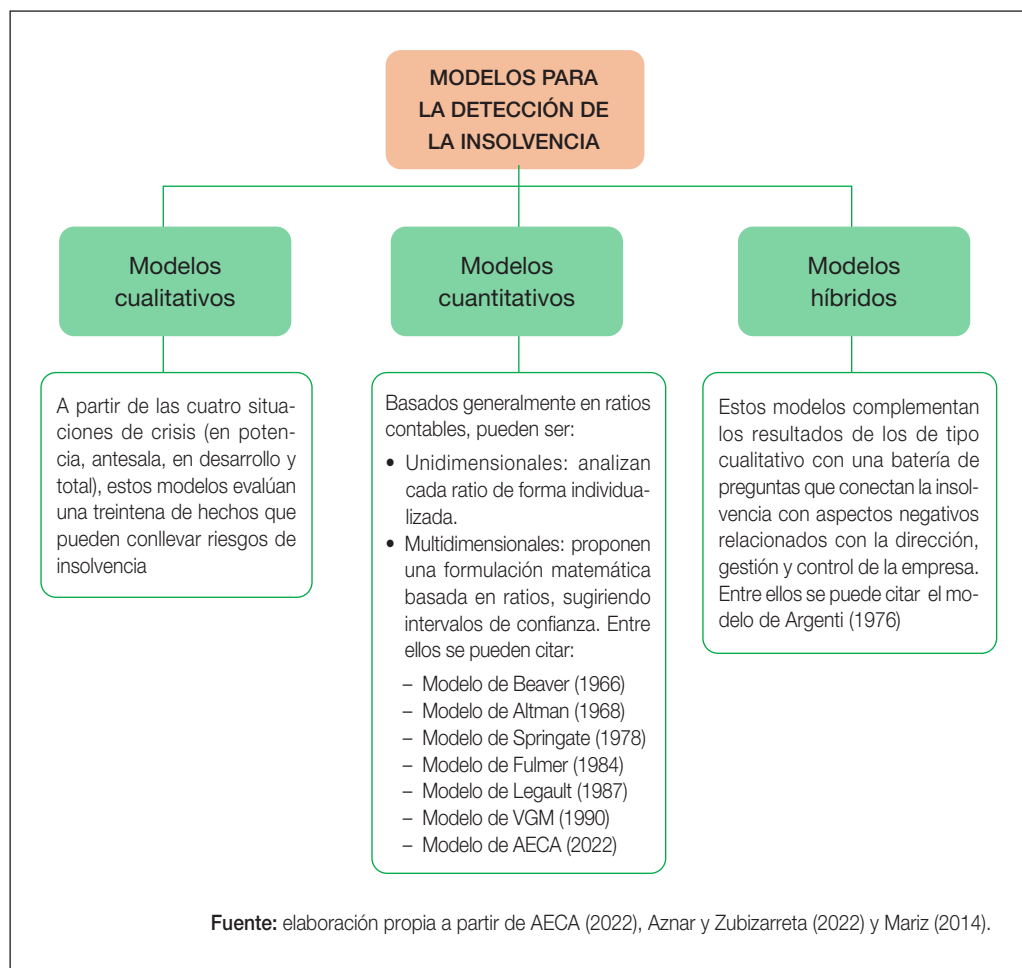 MODELOS PARA
LA DETECCIÓN DE
LA INSOLVENCIA
Modelos
cualitativos
A partir de las cuatro situa-
ciones de crisis (en poten-
cia, antesala, en desarrollo y
total), estos modelos evalúan
una treintena de hechos que
pueden conllevar riesgos de
insolvencia
Modelos
cuantitativos
Basados generalmente en ratios
contables, pueden ser:
• Unidimensionales: analizan
cada ratio de forma individua-
lizada.
• Multidimensionales: proponen
una formulación matemática
basada en ratios, sugiriendo
intervalos de confianza. Entre
ellos se pueden citar:
– Modelo de Beaver (1966)
– Modelo de Altman (1968)
– Modelo de Springate (1978)
– Modelo de Fulmer (1984)
– Modelo de Legault (1987)
– Modelo de VGM (1990)
– Modelo de AECA (2022)
Modelos
híbridos
Estos modelos complementan
los resultados de los de tipo
cualitativo con una batería de
preguntas que conectan la insol-
vencia con aspectos negativos
relacionados con la dirección,
gestión y control de la empresa.
Entre ellos se puede citar el mo-
delo de Argenti (1976)
Fuente: elaboración propia a partir de AECA (2022), Aznar y Zubizarreta (2022) y Mariz (2014).